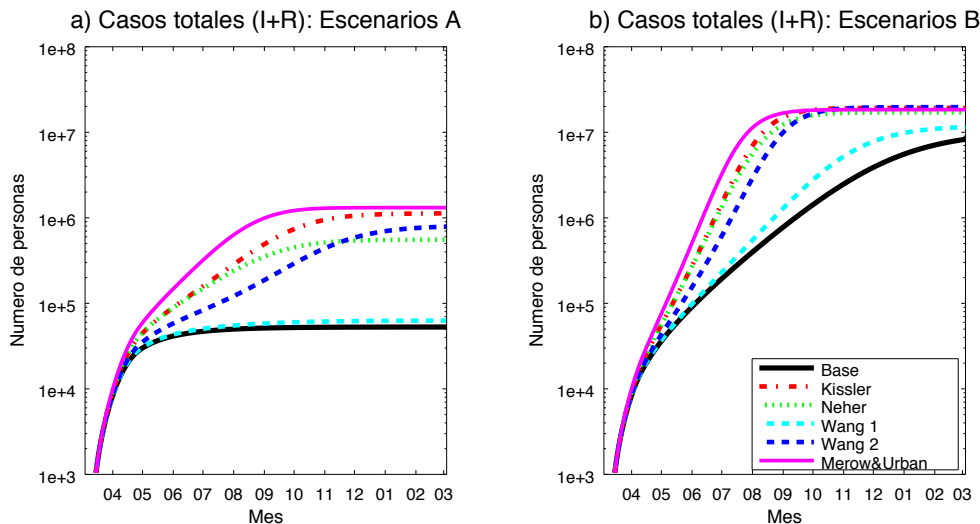 a) Casos totales (I+R): Escenarios A
1e+8
1e+7
1e+6
1e+5
1e+4
1e+3
Numero de personas
04 05 06 07 08 09 10 11 12 01 02 03
Mes
b) Casos totales (I+R): Escenarios B
1e+8
1e+7
1e+6
1e+5
1e+4
1e+3
Numero de personas
04 05 06 07 08 09 10 11 12 01 02 03
Mes
Base
Kissler
Neher
Wang 1
Wang 2
Merow&Urban